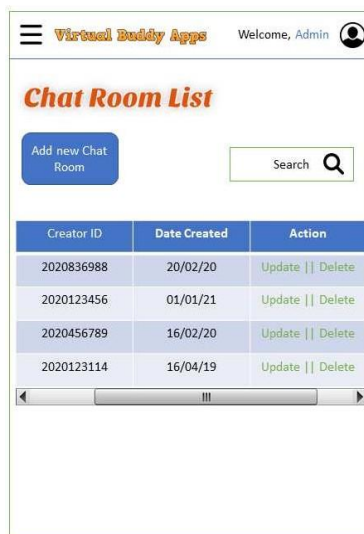 Virtual Buddy Apps Welcome, Admin
Chat Room List
Add new Chat
Room
Search
Creator ID Date Created Action
2020836988 20/02/20 Update || Delete
2020123456 01/01/21 Update || Delete
2020456789 16/02/20 Update || Delete
2020123114 16/04/19 Update || Delete